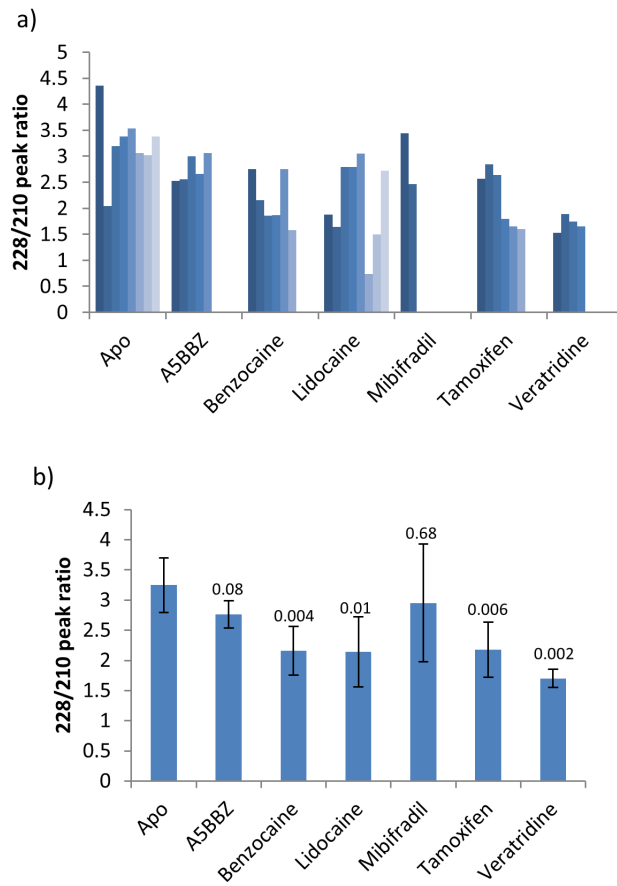 a)
228/210 peak ratio
5
4.5
4
3.5
3
2.5
2
1.5
1
0.5
0
Apo
A5BBZ
Benzocaine
Lidocaine
Mibifradil
Tamoxifen
Veratridine
b)
228/210 peak ratio
4.5
4
3.5
3
2.5
2
1.5
1
0.5
0
0.08
0.004
0.01
0.68
0.006
0.002
Apo
A5BBZ
Benzocaine
Lidocaine
Mibifradil
Tamoxifen
Veratridine